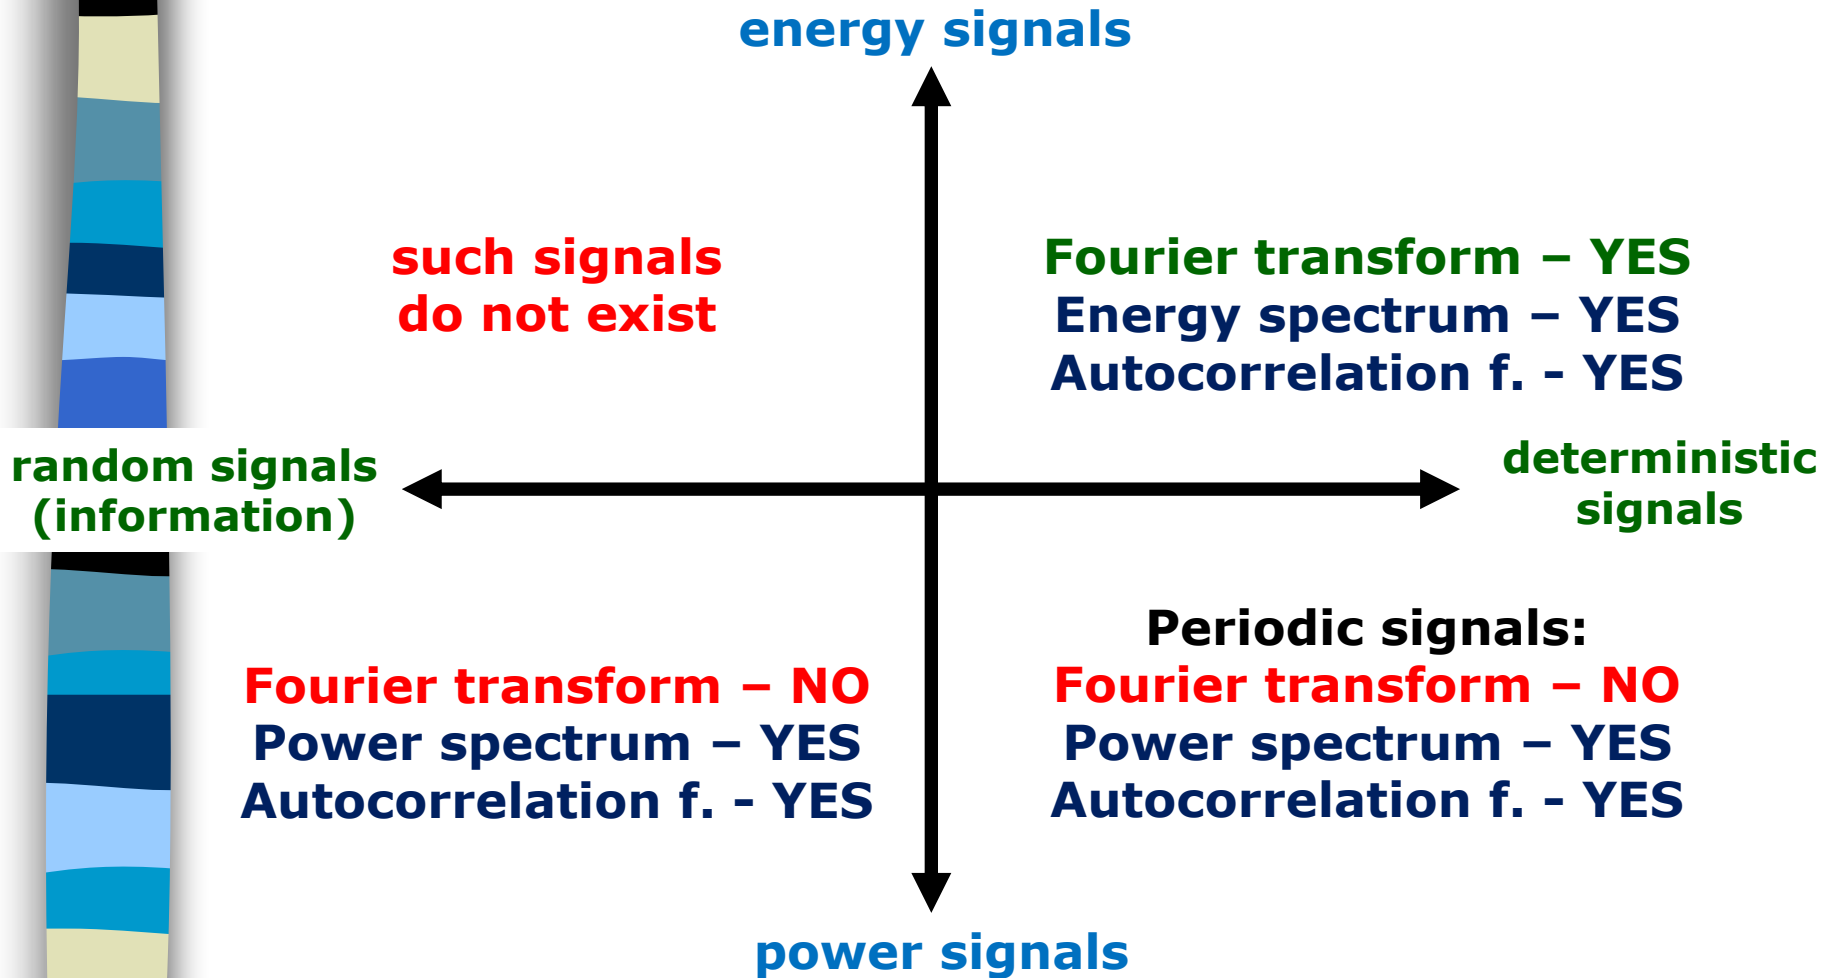 energy signals
such signals
do not exist
Fourier transform – YES
Energy spectrum – YES
Autocorrelation f. - YES
random signals
(information)
deterministic
signals
Fourier transform – NO
Power spectrum – YES
Autocorrelation f. - YES
Periodic signals:
Fourier transform – NO
Power spectrum – YES
Autocorrelation f. - YES
power signals